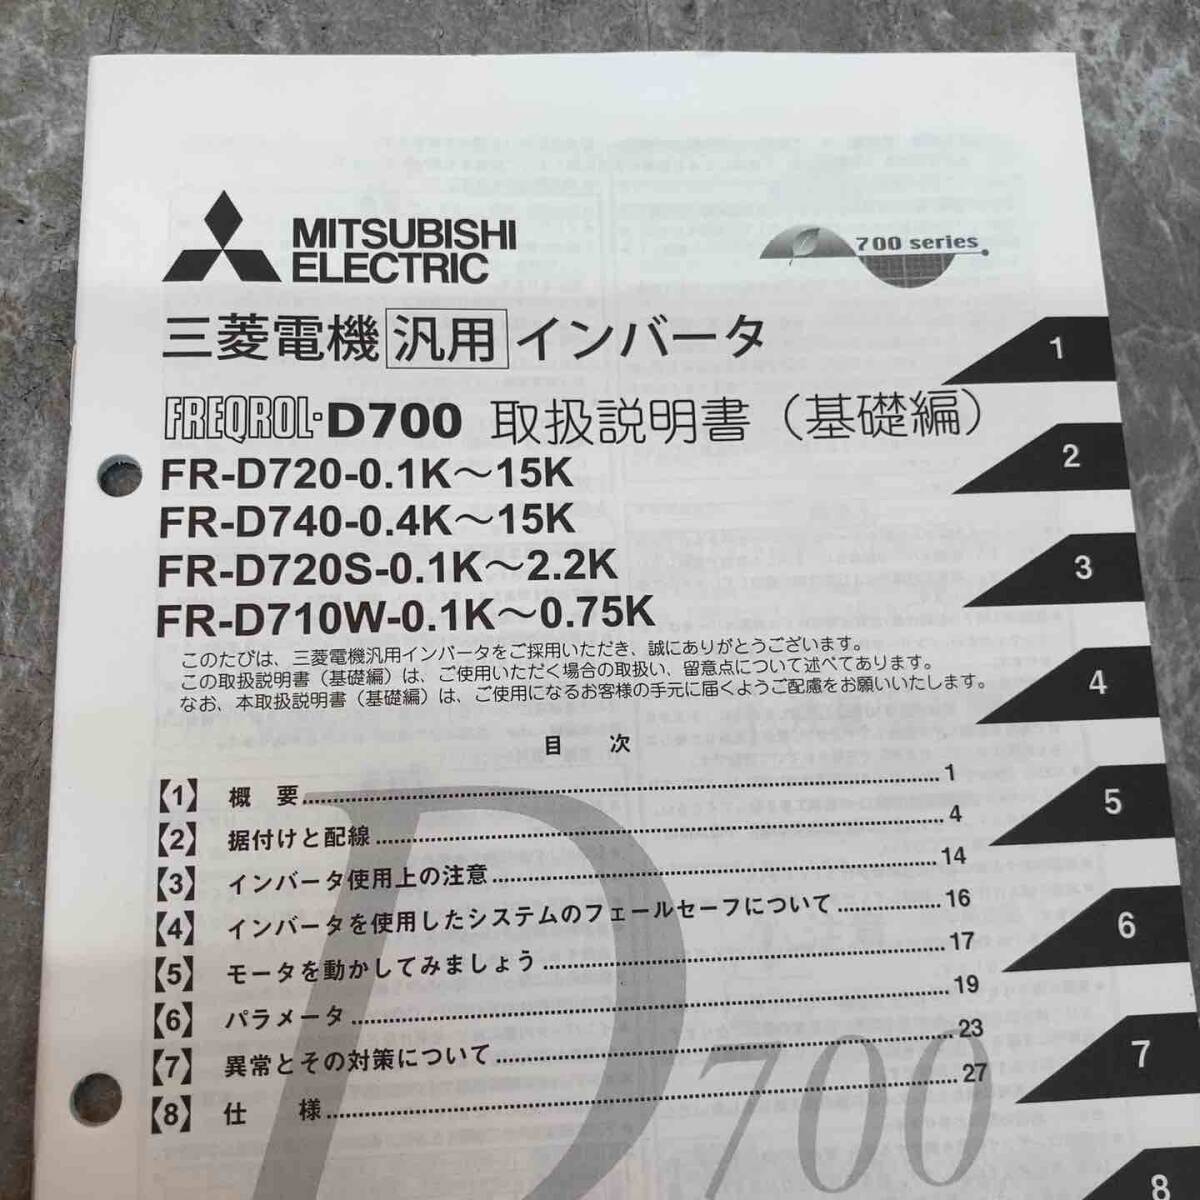 MITSUBISHI
ELECTRIC
700 series
三菱電機 汎用 インバータ
FREQROL-D700 取扱説明書（基礎編）
FR-D720-0.1K～15K
FR-D740-0.4K～15K
FR-D720S-0.1K～2.2K
FR-D710W-0.1K～0.75K
このたびは、三菱電機汎用インバータをご採用いただき、誠にありがとうございます。
この取扱説明書（基礎編）は、ご使用いただく場合の取扱い、留意点について述べてあります。
なお、本取扱説明書（基礎編）は、ご使用になるお客様の手元に届くようご配慮をお願いいたします。
目 次
【1】 概 要 1
【2】 据付けと配線 4
【3】 インバータ使用上の注意 14
【4】 インバータを使用したシステムのフェールセーフについて 16
【5】 モータを動かしてみましょう 17
【6】 パラメータ 19
【7】 異常とその対策について 23
【8】 仕 様 27
D700
1
2
3
4
5
6
7
8